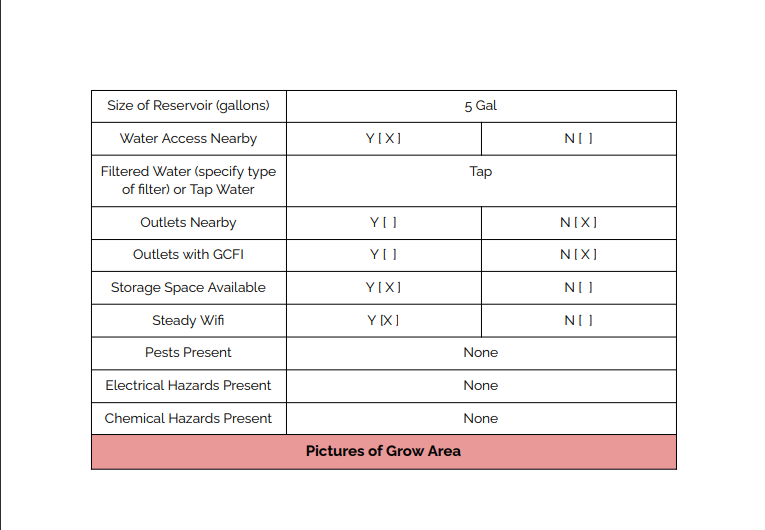 Size of Reservoir (gallons) 5 Gal
Water Access Nearby Y [ X ] N [ ]
Filtered Water (specify type Tap
of filter) or Tap Water
Outlets Nearby Y [ ] N [ X ]
Outlets with GCFI Y [ ] N [ X ]
Storage Space Available Y [ X ] N [ ]
Steady Wifi Y [X ] N [ ]
Pests Present None
Electrical Hazards Present None
Chemical Hazards Present None
Pictures of Grow Area